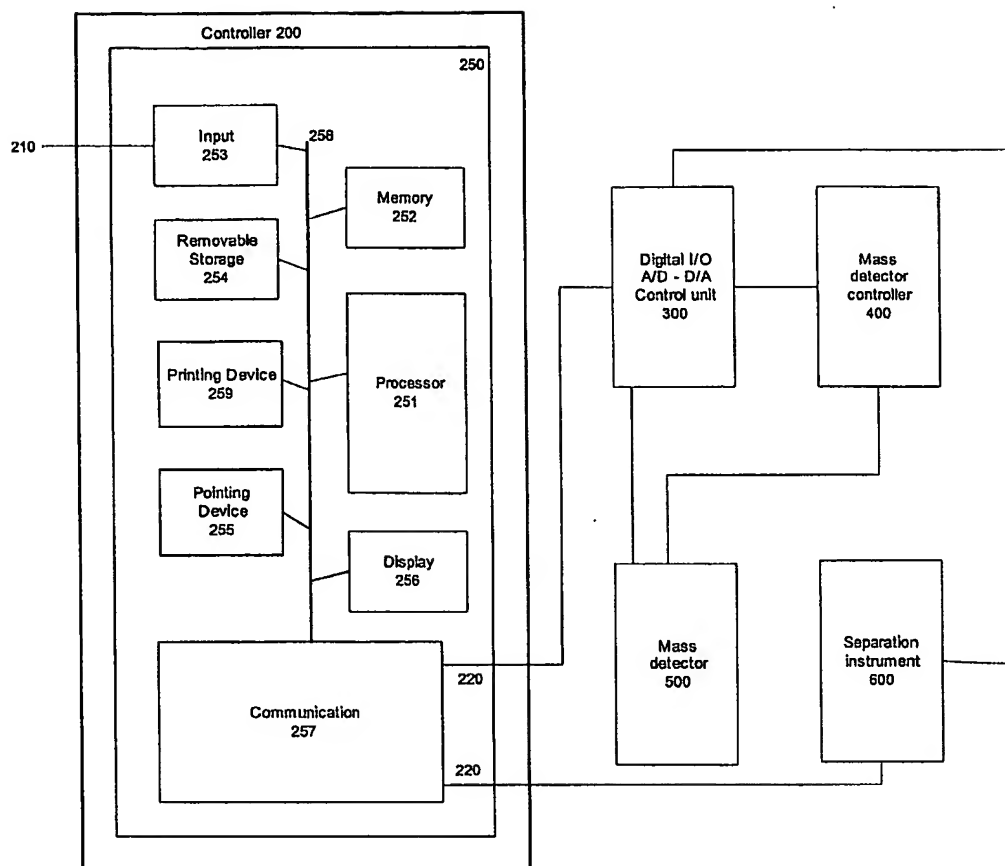 Controller 200
250
210
Input
253
258
Memory
252
Removable
Storage
254
Printing Device
259
Processor
251
Pointing
Device
255
Display
256
Communication
257
220
220
Digital I/O
A/D - D/A
Control unit
300
Mass
detector
controller
400
Mass
detector
500
Separation
instrument
600